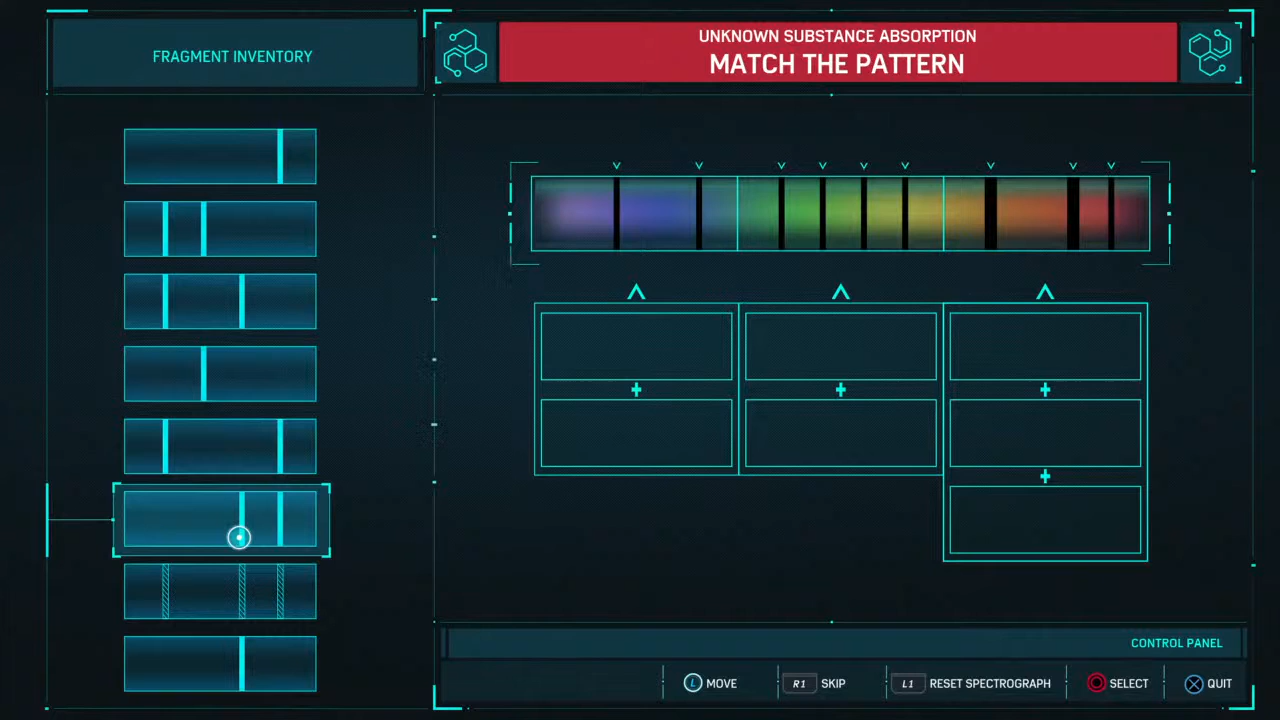 FRAGMENT INVENTORY
UNKNOWN SUBSTANCE ABSORPTION
MATCH THE PATTERN
CONTROL PANEL
L MOVE
R1 SKIP
L1 RESET SPECTROGRAPH
SELECT
QUIT